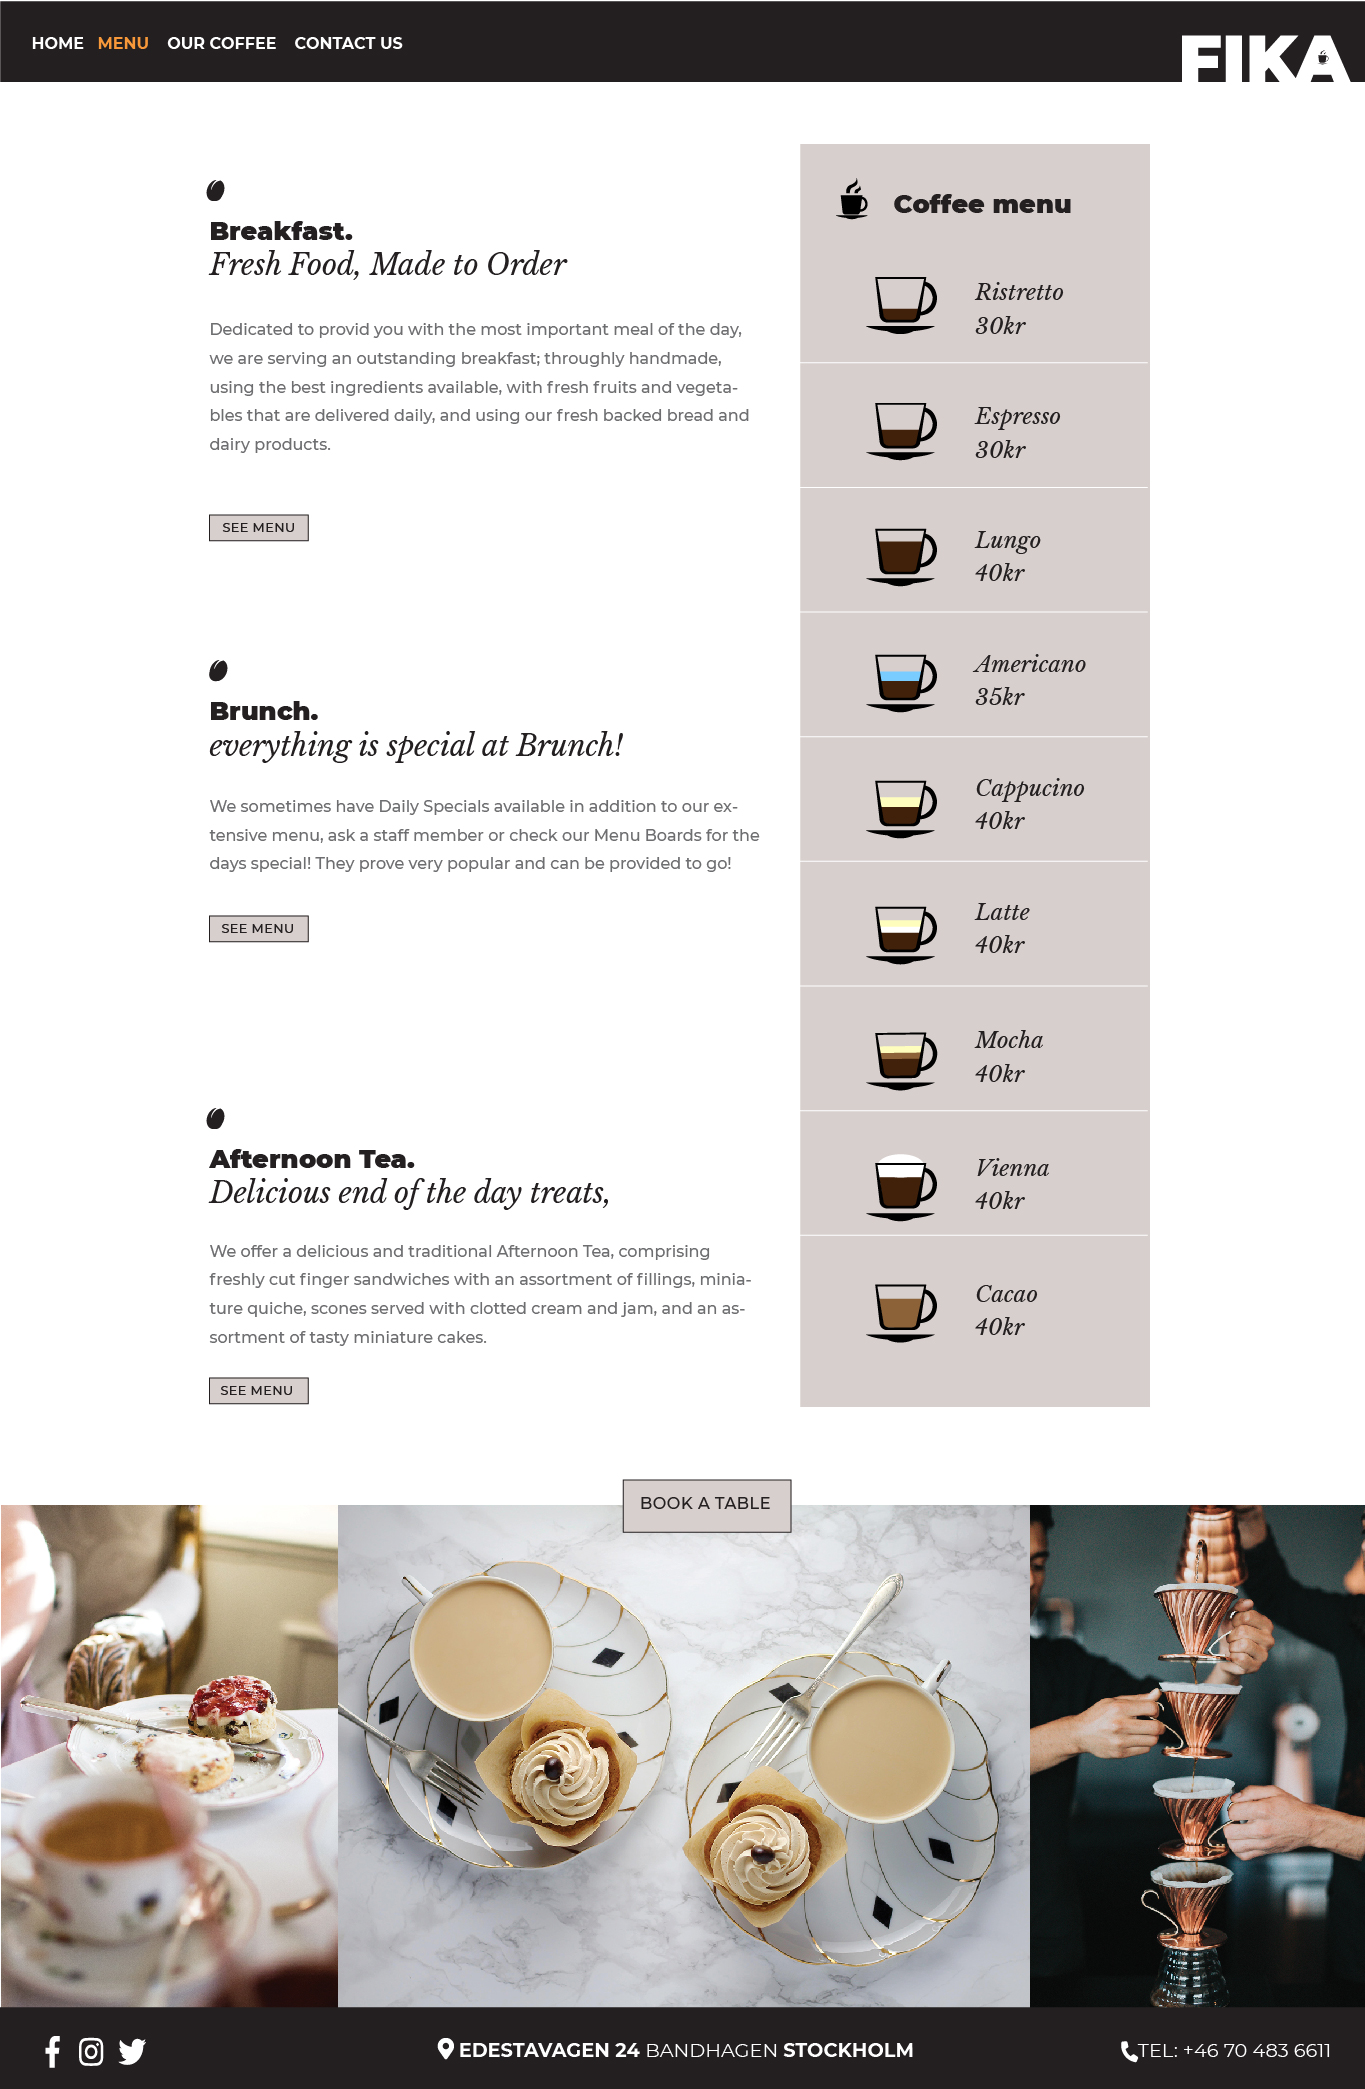 HOME MENU OUR COFFEE CONTACT US
FIKA
Breakfast.
Fresh Food, Made to Order
Dedicated to provid you with the most important meal of the day,
we are serving an outstanding breakfast; throughly handmade,
using the best ingredients available, with fresh fruits and vegeta-
bles that are delivered daily, and using our fresh backed bread and
dairy products.
SEE MENU
Brunch.
everything is special at Brunch!
We sometimes have Daily Specials available in addition to our ex-
tensive menu, ask a staff member or check our Menu Boards for the
days special! They prove very popular and can be provided to go!
SEE MENU
Afternoon Tea.
Delicious end of the day treats,
We offer a delicious and traditional Afternoon Tea, comprising
freshly cut finger sandwiches with an assortment of fillings, minia-
ture quiche, scones served with clotted cream and jam, and an as-
sortment of tasty miniature cakes.
SEE MENU
Coffee menu
Ristretto
30kr
Espresso
30kr
Lungo
40kr
Americano
35kr
Cappucino
40kr
Latte
40kr
Mocha
40kr
Vienna
40kr
Cacao
40kr
BOOK A TABLE
EDESTAVAGEN 24 BANDHAGEN STOCKHOLM
TEL: +46 70 483 6611